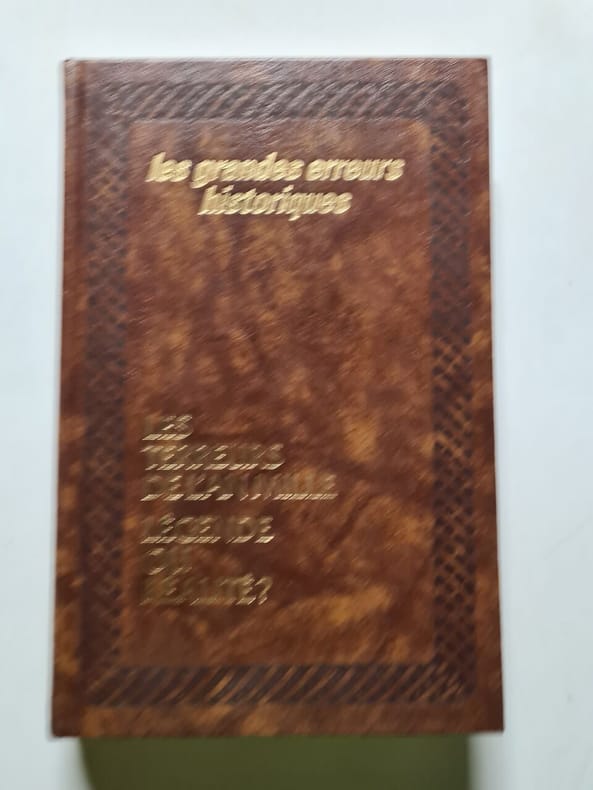 les grandes erreurs
historiques
LES
TERREURS
DE L'AN MILLE
LÉGENDE
OU
RÉALITÉ?